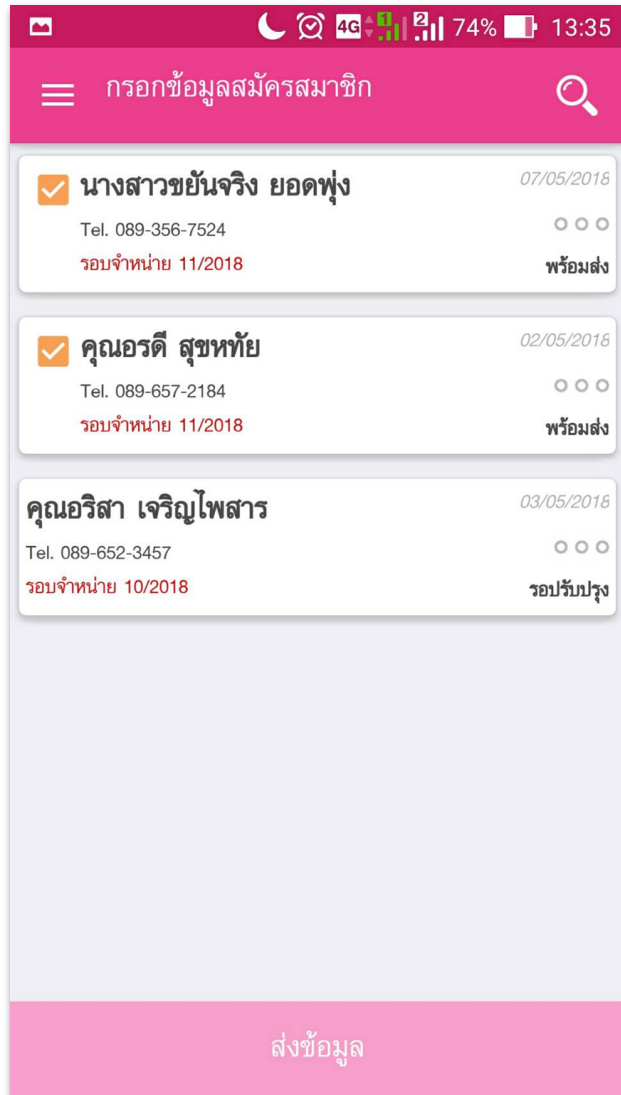 4G 1 2 74% 13:35
กรอกข้อมูลสมัครสมาชิก
นางสาวขยันจริง ยอดพุ่ง 07/05/2018
Tel. 089-356-7524
รอบจำหน่าย 11/2018 พร้อมส่ง
คุณอรดี สุขหทัย 02/05/2018
Tel. 089-657-2184
รอบจำหน่าย 11/2018 พร้อมส่ง
คุณอริสา เจริญไพสาร 03/05/2018
Tel. 089-652-3457
รอบจำหน่าย 10/2018 รอปรับปรุง
ส่งข้อมูล